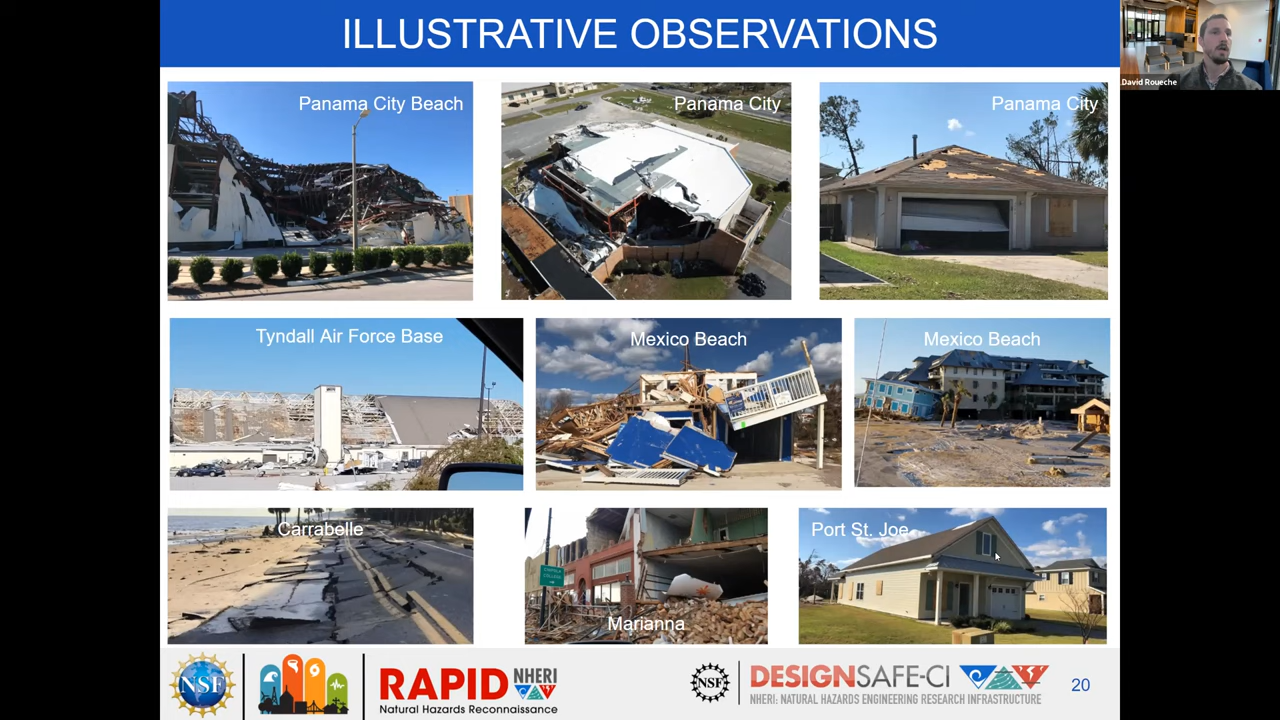 ILLUSTRATIVE OBSERVATIONS
David Roueche
Panama City Beach
Panama City
Panama City
Tyndall Air Force Base
Mexico Beach
Mexico Beach
Carrabelle
Marianna
Port St. Joe
NSF
RAPID NHERI
Natural Hazards Reconnaissance
NSF
DESIGNSAFE-CI
NHERI: NATURAL HAZARDS ENGINEERING RESEARCH INFRASTRUCTURE
20